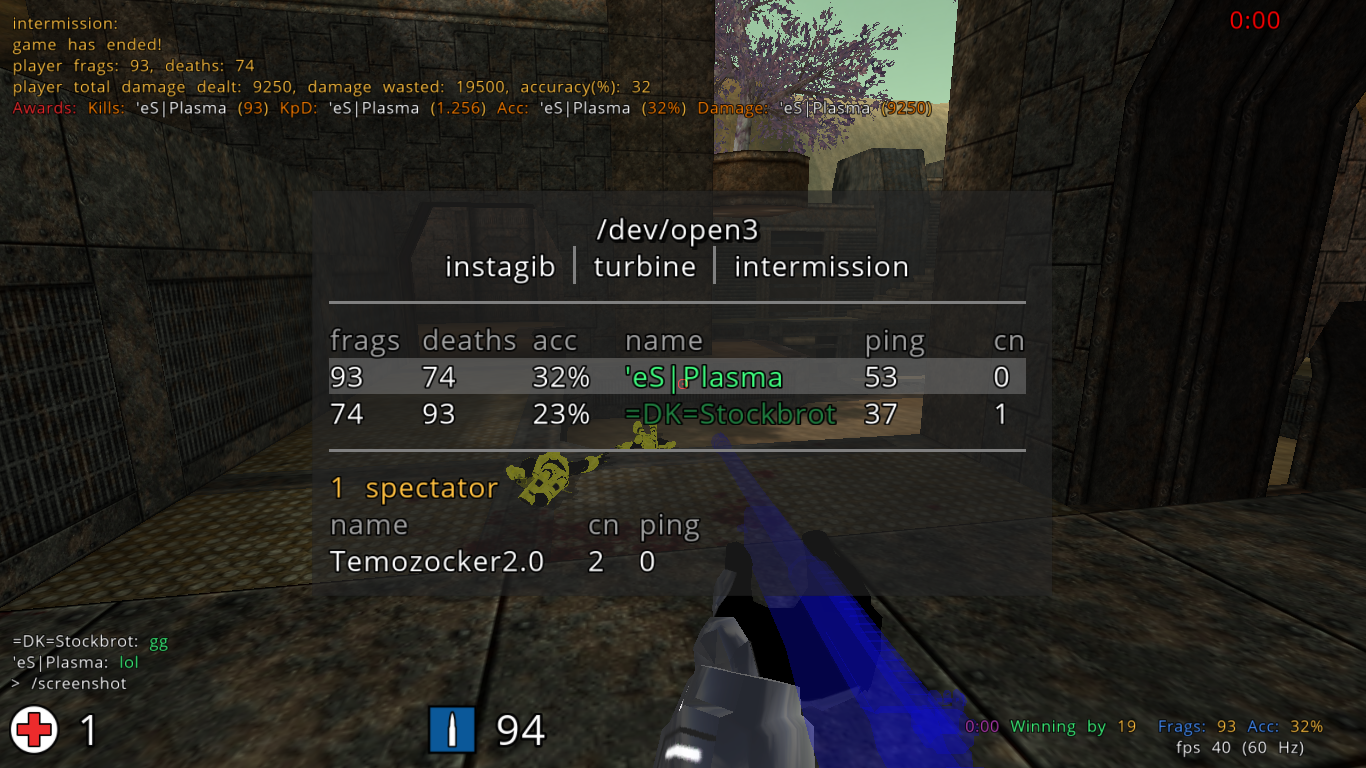 intermission:
game has ended!
player frags: 93, deaths: 74
player total damage dealt: 9250, damage wasted: 19500, accuracy(%): 32
Awards: Kills: 'eS|Plasma (93) KpD: 'eS|Plasma (1.256) Acc: 'eS|Plasma (32%) Damage: 'eS|Plasma (9250)
0:00
/dev/open3
instagib | turbine | intermission
frags deaths acc name ping cn
93 74 32% 'eS|Plasma 53 0
74 93 23% =DK=Stockbrot 37 1
1 spectator
name cn ping
Temozocker2.0 2 0
=DK=Stockbrot: gg
'eS|Plasma: lol
> /screenshot
1
94
0:00 Winning by 19 Frags: 93 Acc: 32%
fps 40 (60 Hz)